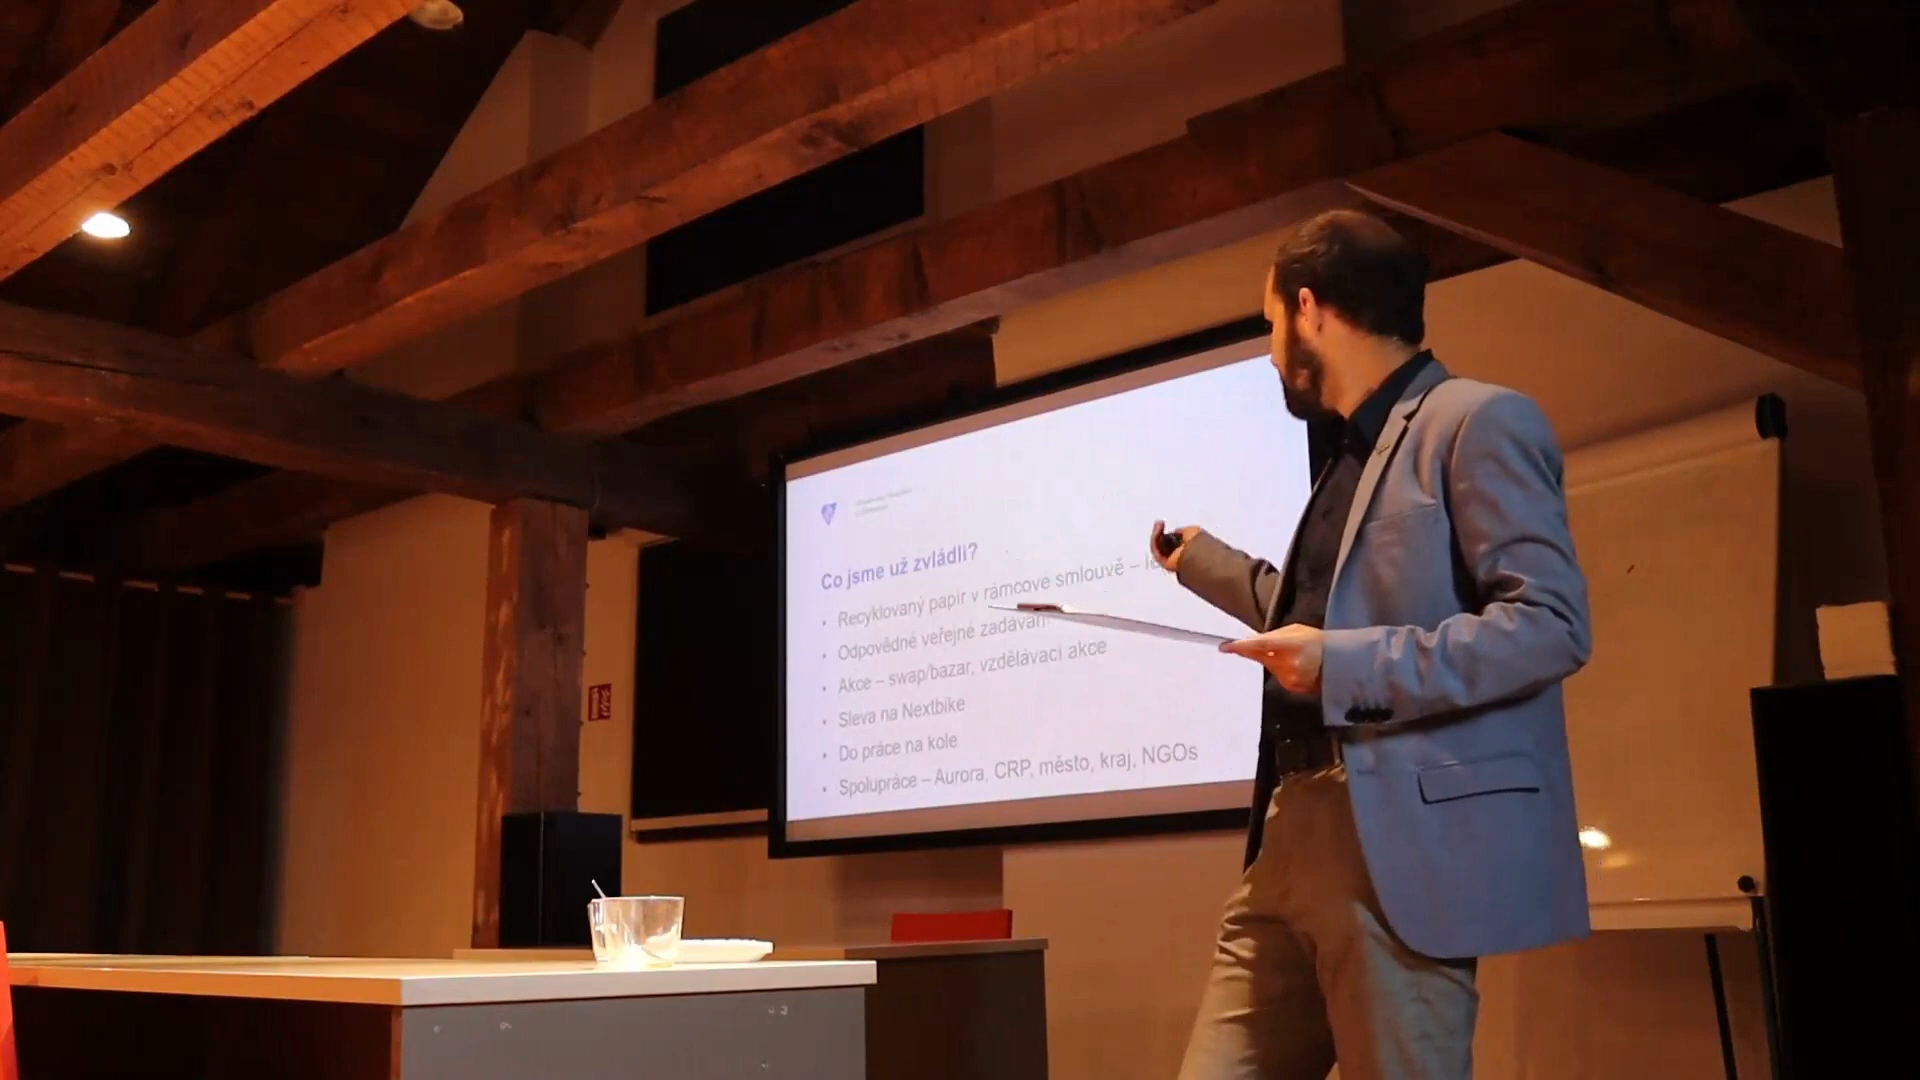 Co jsme už zvládli?
Recyklovaný papír v rámcové smlouvě –
Odpovědné veřejné zadávání
Akce – swap/bazar, vzdělávací akce
Sleva na Nextbike
Do práce na kole
Spolupráce – Aurora, CRP, město, kraj, NGOs